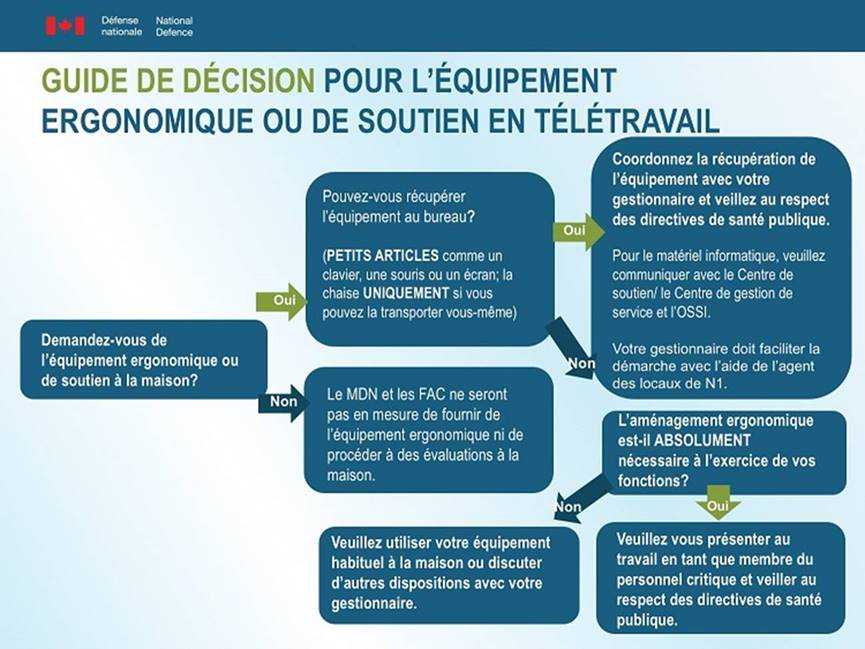 Défense
nationale
National
Defence
GUIDE DE DÉCISION POUR L'ÉQUIPEMENT
ERGONOMIQUE OU DE SOUTIEN EN TÉLÉTRAVAIL
Demandez-vous de
l'équipement ergonomique ou
de soutien à la maison?
Oui
Pouvez-vous récupérer
l'équipement au bureau?
(PETITS ARTICLES comme un
clavier, une souris ou un écran; la
chaise UNIQUEMENT si vous
pouvez la transporter vous-même)
Oui
Coordonnez la récupération de
l'équipement avec votre
gestionnaire et veillez au respect
des directives de santé publique.
Pour le matériel informatique, veuillez
communiquer avec le Centre de
soutien/ le Centre de gestion de
service et l'OSSI.
Votre gestionnaire doit faciliter la
démarche avec l'aide de l'agent
des locaux de N1.
Non
Non
Le MDN et les FAC ne seront
pas en mesure de fournir de
l'équipement ergonomique ni de
procéder à des évaluations à la
maison.
L'aménagement ergonomique
est-il ABSOLUMENT
nécessaire à l'exercice de vos
fonctions?
Non
Oui
Veuillez utiliser votre équipement
habituel à la maison ou discuter
d'autres dispositions avec votre
gestionnaire.
Veuillez vous présenter au
travail en tant que membre du
personnel critique et veiller au
respect des directives de santé
publique.